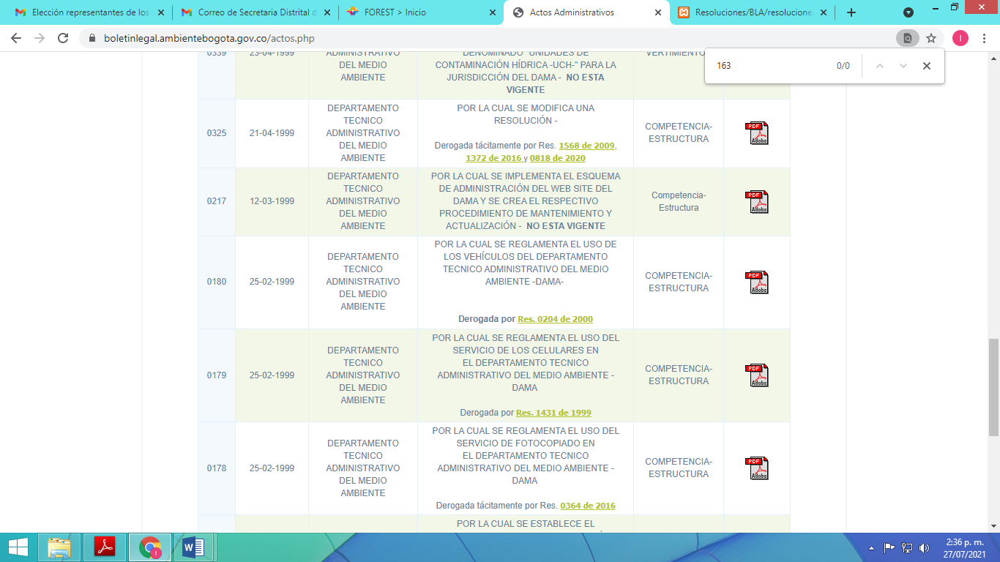 Elección representantes de los
Correo de Secretaria Distrital d
FOREST > Inicio
Actos Administrativos
Resoluciones/BLA/resoluciones
boletinlegal.ambientebogota.gov.co/actos.php
I
163
0/0
0339
23-04-1999
ADMINISTRATIVO
DEL MEDIO
AMBIENTE
DENOMINADO "UNIDADES DE
CONTAMINACIÓN HÍDRICA -UCH-" PARA LA
JURISDICCIÓN DEL DAMA - NO ESTA
VIGENTE
VERTIMIENTO
0325
21-04-1999
DEPARTAMENTO
TECNICO
ADMINISTRATIVO
DEL MEDIO
AMBIENTE
POR LA CUAL SE MODIFICA UNA
RESOLUCIÓN -
Derogada tácitamente por Res. 1568 de 2009,
1372 de 2016 y 0818 de 2020
COMPETENCIA-
ESTRUCTURA
PDF
Adobe
0217
12-03-1999
DEPARTAMENTO
TECNICO
ADMINISTRATIVO
DEL MEDIO
AMBIENTE
POR LA CUAL SE IMPLEMENTA EL ESQUEMA
DE ADMINISTRACIÓN DEL WEB SITE DEL
DAMA Y SE CREA EL RESPECTIVO
PROCEDIMIENTO DE MANTENIMIENTO Y
ACTUALIZACIÓN - NO ESTA VIGENTE
Competencia-
Estructura
PDF
Adobe
0180
25-02-1999
DEPARTAMENTO
TECNICO
ADMINISTRATIVO
DEL MEDIO
AMBIENTE
POR LA CUAL SE REGLAMENTA EL USO DE
LOS VEHÍCULOS DEL DEPARTAMENTO
TECNICO ADMINISTRATIVO DEL MEDIO
AMBIENTE -DAMA-
Derogada por Res. 0204 de 2000
COMPETENCIA-
ESTRUCTURA
PDF
Adobe
0179
25-02-1999
DEPARTAMENTO
TECNICO
ADMINISTRATIVO
DEL MEDIO
AMBIENTE
POR LA CUAL SE REGLAMENTA EL USO DEL
SERVICIO DE LOS CELULARES EN
EL DEPARTAMENTO TECNICO
ADMINISTRATIVO DEL MEDIO AMBIENTE -
DAMA
Derogada por Res. 1431 de 1999
COMPETENCIA-
ESTRUCTURA
PDF
Adobe
0178
25-02-1999
DEPARTAMENTO
TECNICO
ADMINISTRATIVO
DEL MEDIO
AMBIENTE
POR LA CUAL SE REGLAMENTA EL USO DEL
SERVICIO DE FOTOCOPIADO EN
EL DEPARTAMENTO TECNICO
ADMINISTRATIVO DEL MEDIO AMBIENTE -
DAMA
Derogada tácitamente por Res. 0364 de 2016
COMPETENCIA-
ESTRUCTURA
PDF
Adobe
POR LA CUAL SE ESTABLECE EL
2:36 p. m.
27/07/2021